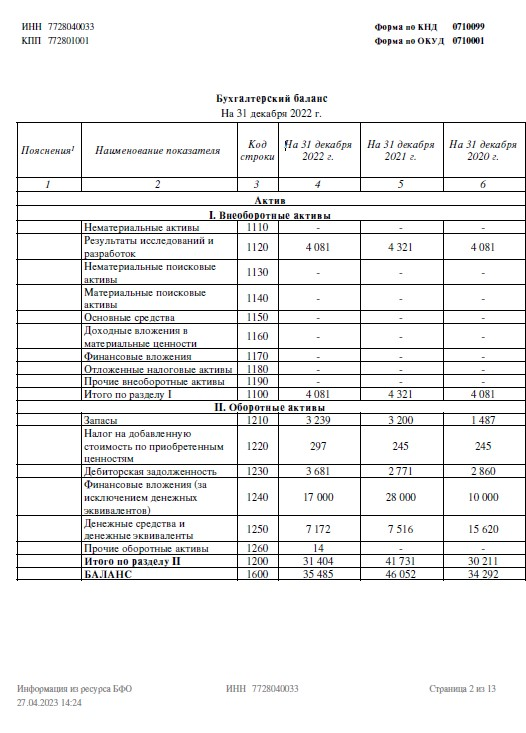 ИНН 7728040033 Форма по КНД 0710099
КПП 772801001 Форма по ОКУД 0710001
Бухгалтерский баланс
На 31 декабря 2022 г.
Пояснения¹ Наименование показателя Код строки На 31 декабря 2022 г. На 31 декабря 2021 г. На 31 декабря 2020 г.
1 2 3 4 5 6
Актив
I. Внеоборотные активы
Нематериальные активы 1110 - - -
Результаты исследований и разработок 1120 4 081 4 321 4 081
Нематериальные поисковые активы 1130 - - -
Материальные поисковые активы 1140 - - -
Основные средства 1150 - - -
Доходные вложения в материальные ценности 1160 - - -
Финансовые вложения 1170 - - -
Отложенные налоговые активы 1180 - - -
Прочие внеоборотные активы 1190 - - -
Итого по разделу I 1100 4 081 4 321 4 081
II. Оборотные активы
Запасы 1210 3 239 3 200 1 487
Налог на добавленную стоимость по приобретенным ценностям 1220 297 245 245
Дебиторская задолженность 1230 3 681 2 771 2 860
Финансовые вложения (за исключением денежных эквивалентов) 1240 17 000 28 000 10 000
Денежные средства и денежные эквиваленты 1250 7 172 7 516 15 620
Прочие оборотные активы 1260 14 - -
Итого по разделу II 1200 31 404 41 731 30 211
БАЛАНС 1600 35 485 46 052 34 292
Информация из ресурса БФО ИНН 7728040033 Страница 2 из 13
27.04.2023 14:24